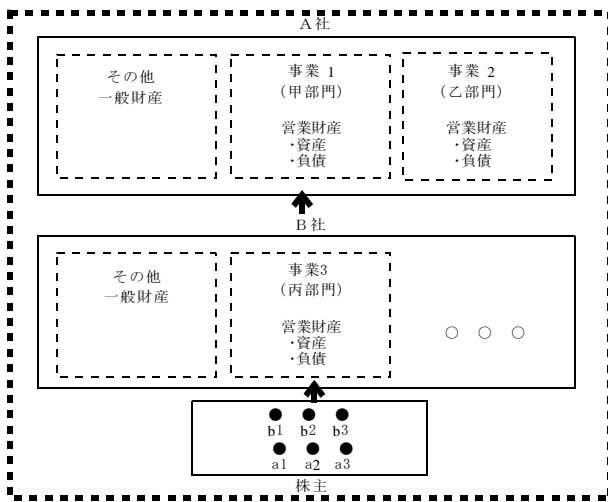 A社
その他
一般財産
事業 1
（甲部門）
営業財産
・資産
・負債
事業 2
（乙部門）
営業財産
・資産
・負債
B社
その他
一般財産
事業3
（丙部門）
営業財産
・資産
・負債
○ ○ ○
b1 b2 b3
a1 a2 a3
株主